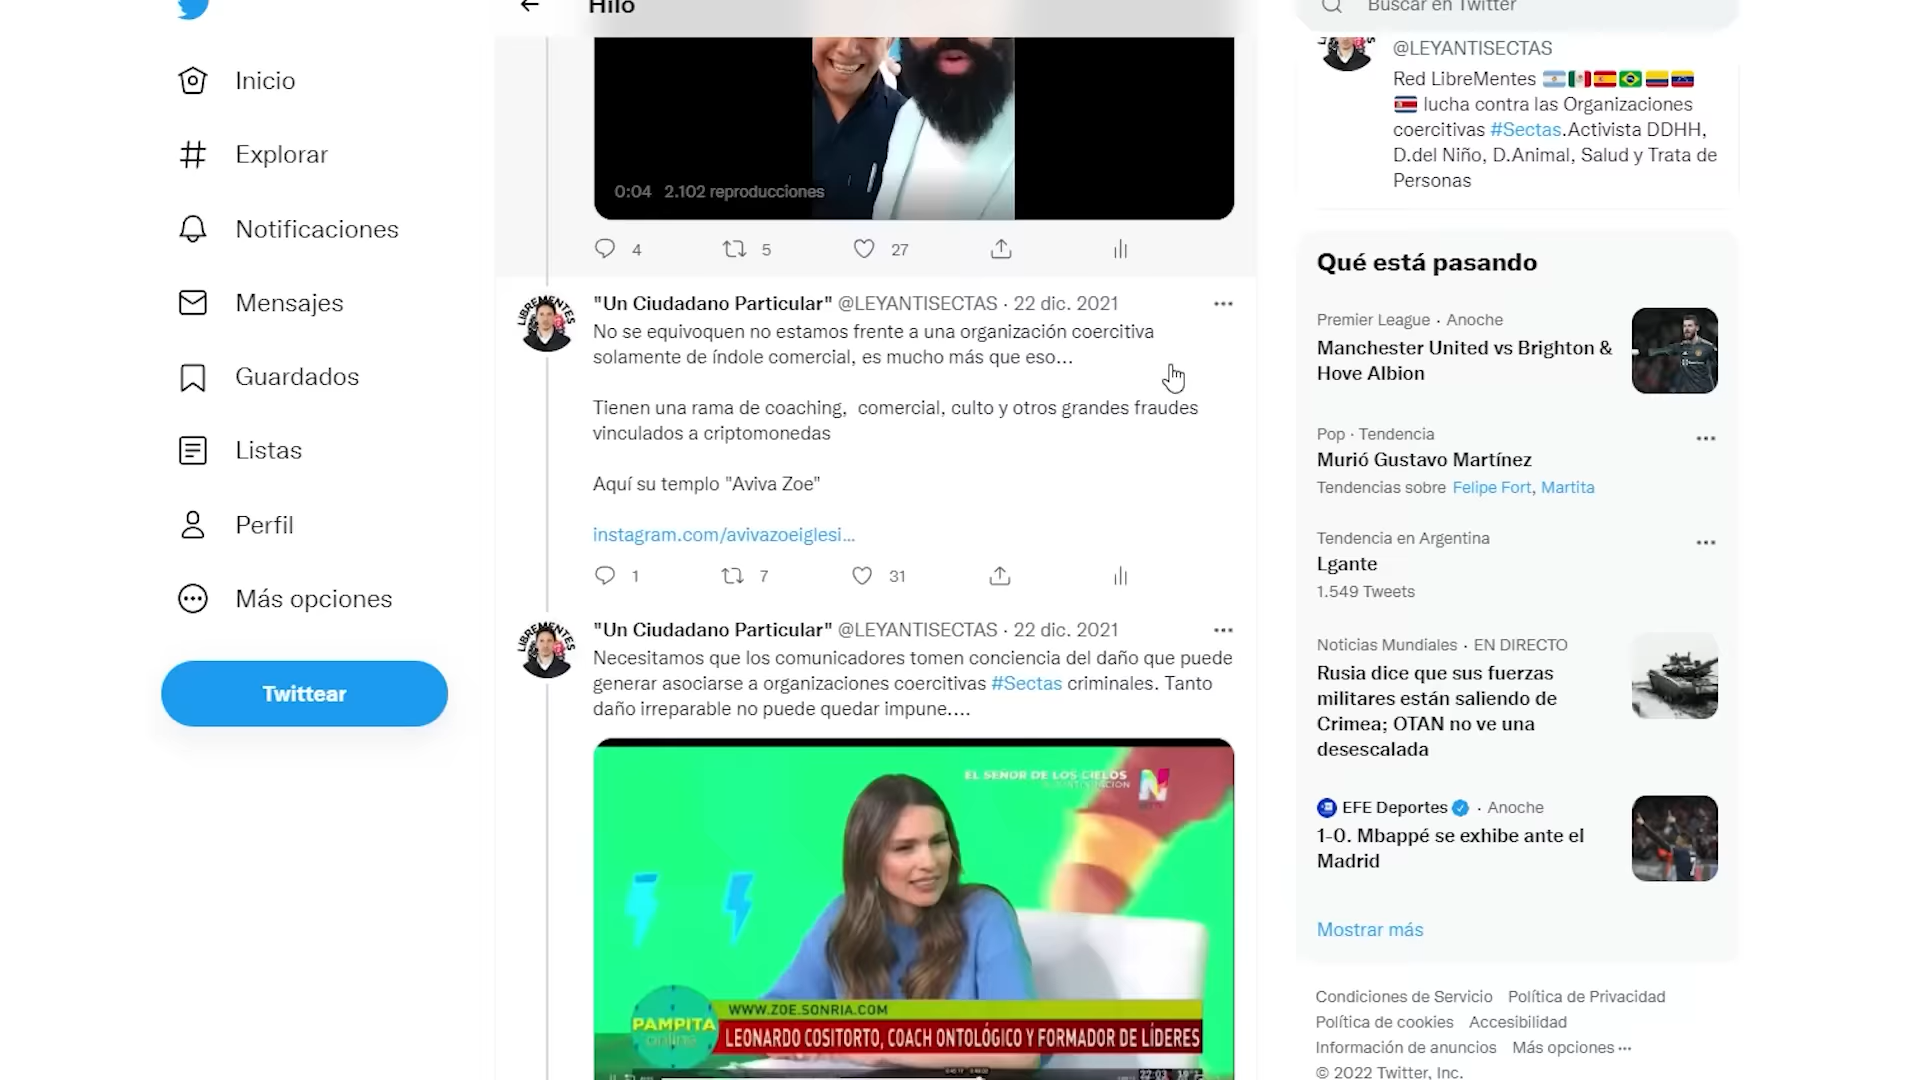 Hilo
Buscar en Twitter
Inicio
Explorar
Notificaciones
Mensajes
Guardados
Listas
Perfil
Más opciones
Twittear
0:04 2.102 reproducciones
4 5 27
LIBREMENTES
"Un Ciudadano Particular" @LEYANTISECTAS · 22 dic. 2021
No se equivoquen no estamos frente a una organización coercitiva
solamente de índole comercial, es mucho más que eso...
Tienen una rama de coaching, comercial, culto y otros grandes fraudes
vinculados a criptomonedas
Aquí su templo "Aviva Zoe"
instagram.com/avivazoeiglesi...
1 7 31
LIBREMENTES
"Un Ciudadano Particular" @LEYANTISECTAS · 22 dic. 2021
Necesitamos que los comunicadores tomen conciencia del daño que puede
generar asociarse a organizaciones coercitivas #Sectas criminales. Tanto
daño irreparable no puede quedar impune....
EL SEÑOR DE LOS CIELOS
N
WWW.ZOE.SONRIA.COM
PAMPITA
online
LEONARDO COSITORTO, COACH ONTOLÓGICO Y FORMADOR DE LÍDERES
22:03
@LEYANTISECTAS
Red LibreMentes
lucha contra las Organizaciones
coercitivas #Sectas.Activista DDHH,
D.del Niño, D.Animal, Salud y Trata de
Personas
Qué está pasando
Premier League · Anoche
Manchester United vs Brighton &
Hove Albion
Pop · Tendencia
Murió Gustavo Martínez
Tendencias sobre Felipe Fort, Martita
Tendencia en Argentina
Lgante
1.549 Tweets
Noticias Mundiales · EN DIRECTO
Rusia dice que sus fuerzas
militares están saliendo de
Crimea; OTAN no ve una
desescalada
EFE Deportes · Anoche
1-0. Mbappé se exhibe ante el
Madrid
Mostrar más
Condiciones de Servicio Política de Privacidad
Política de cookies Accesibilidad
Información de anuncios Más opciones ···
© 2022 Twitter, Inc.